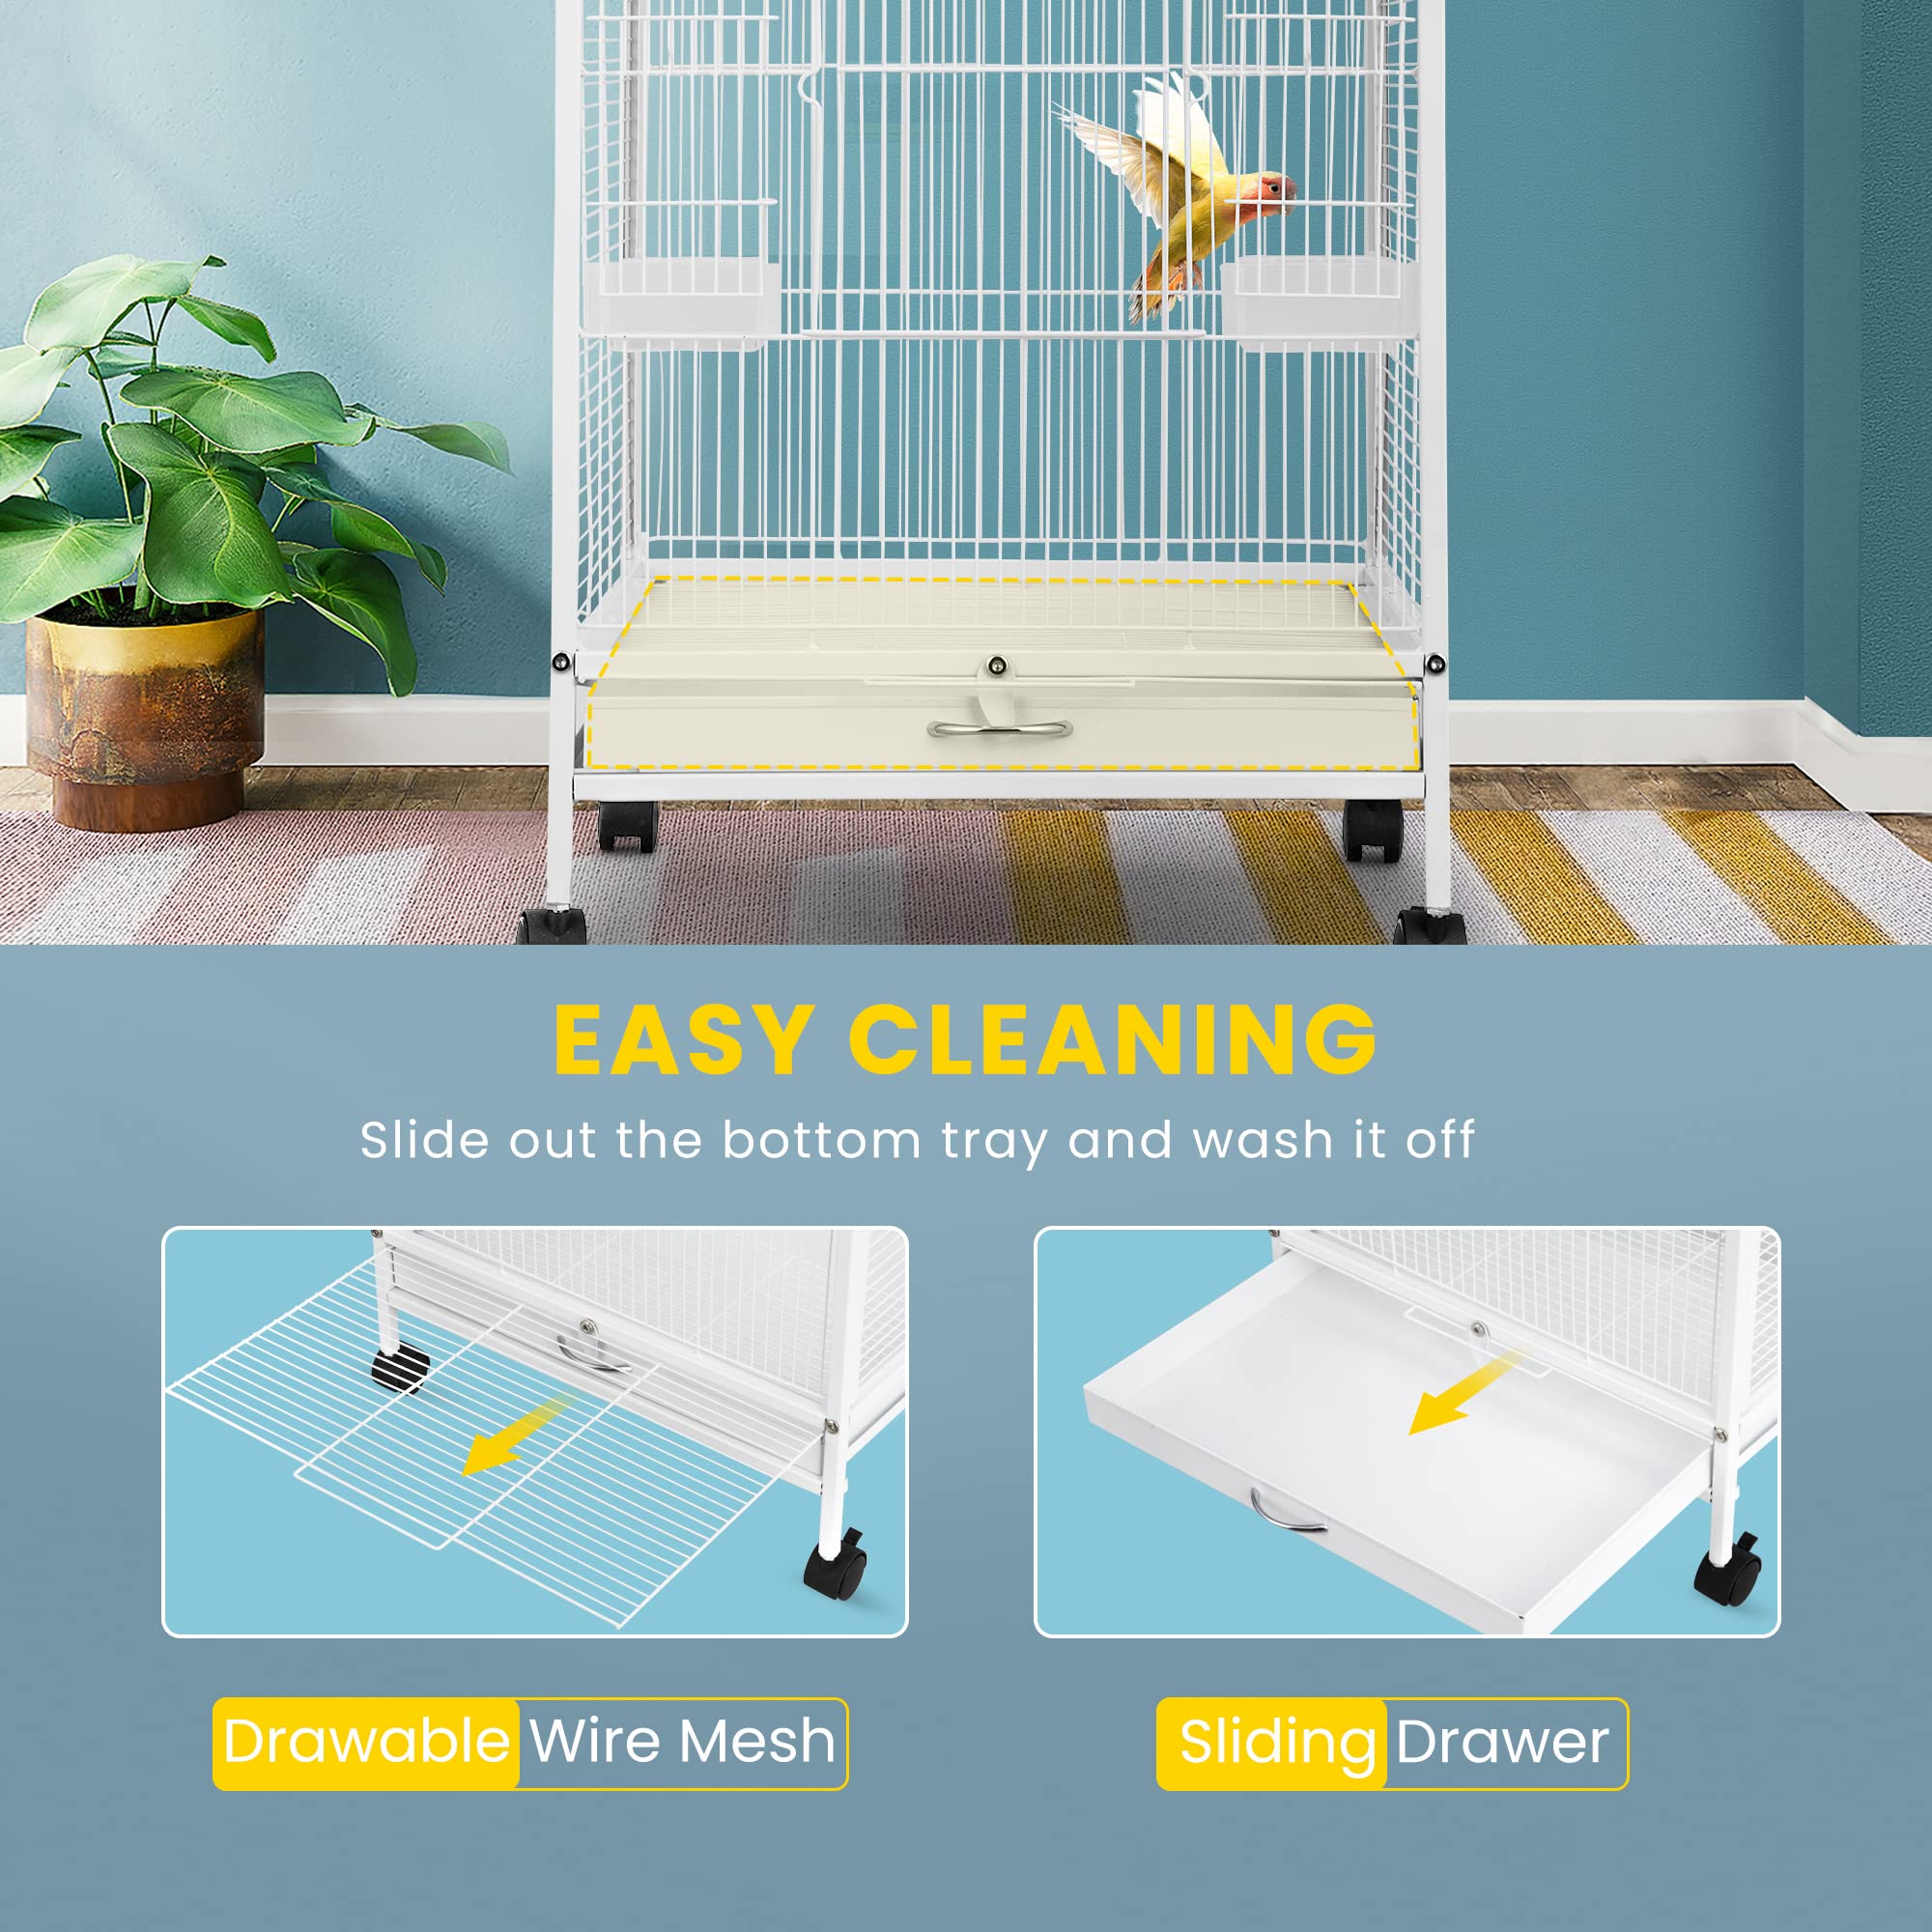 EASY CLEANING
Slide out the bottom tray and wash it off
Drawable Wire Mesh
Sliding Drawer